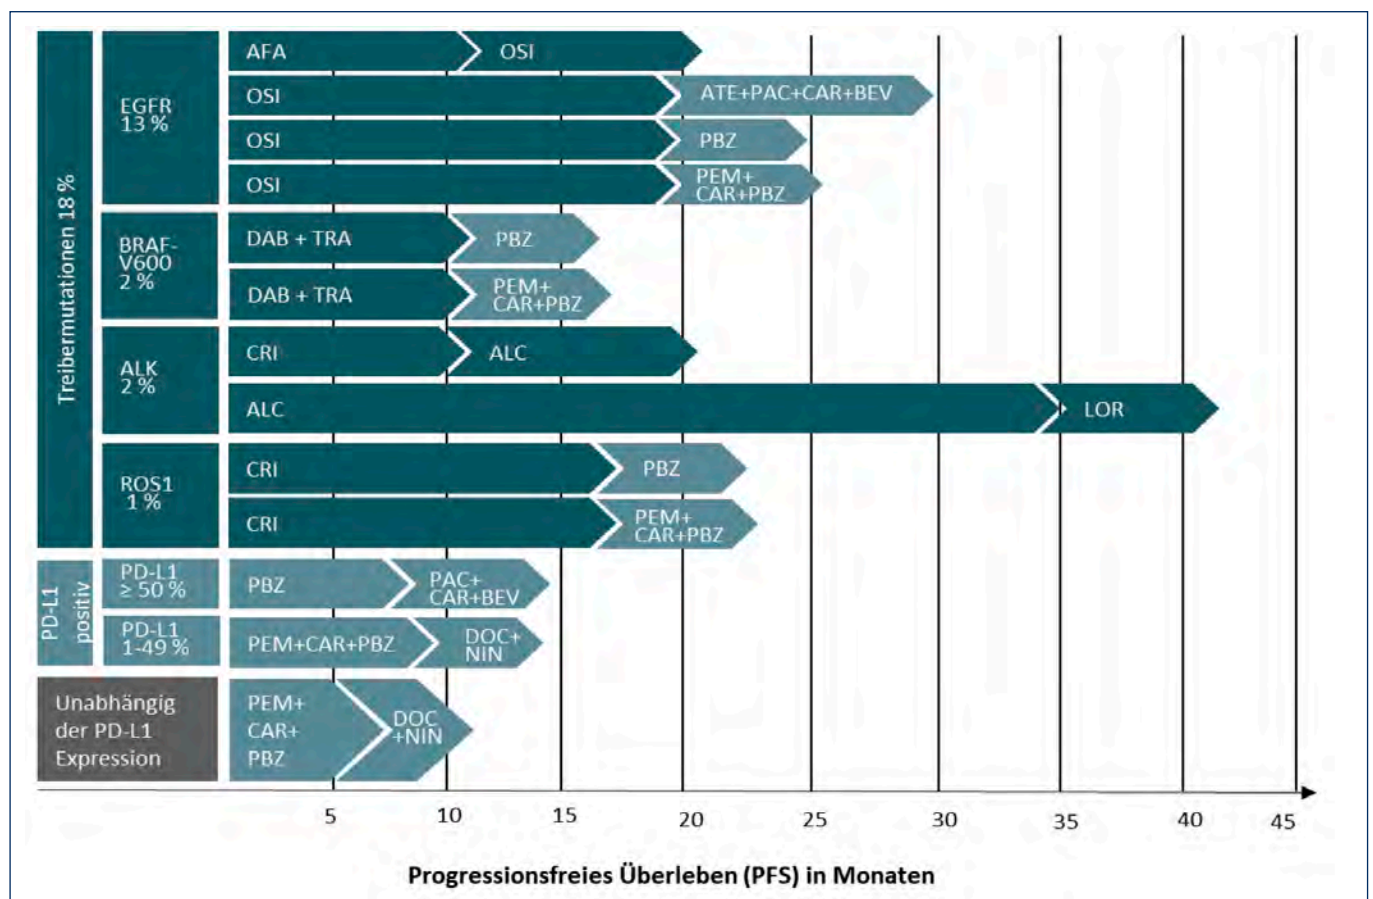 Treibermutationen 18 %
EGFR
13 %
AFA
OSI
OSI
ATE+PAC+CAR+BEV
OSI
PBZ
OSI
PEM+
CAR+PBZ
BRAF-
V600
2 %
DAB + TRA
PBZ
DAB + TRA
PEM+
CAR+PBZ
ALK
2 %
CRI
ALC
ALC
LOR
ROS1
1 %
CRI
PBZ
CRI
PEM+
CAR+PBZ
PD-L1
positiv
PD-L1
≥ 50 %
PBZ
PAC+
CAR+BEV
PD-L1
1-49 %
PEM+CAR+PBZ
DOC+
NIN
Unabhängig
der PD-L1
Expression
PEM+
CAR+
PBZ
DOC
+NIN
5 10 15 20 25 30 35 40 45
Progressionsfreies Überleben (PFS) in Monaten